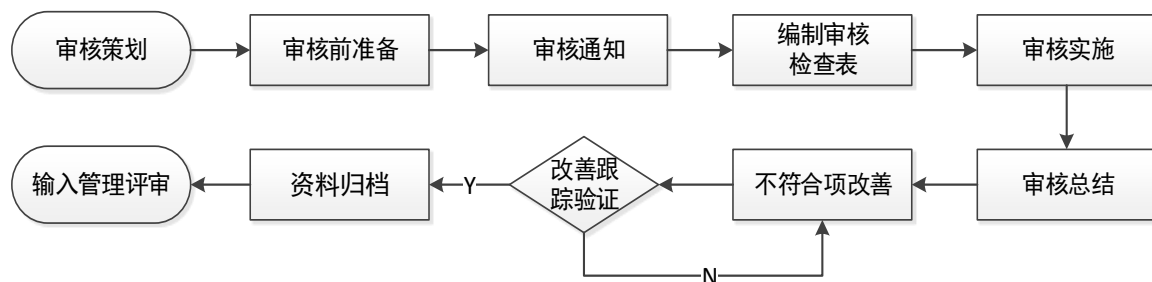 审核策划
审核前准备
审核通知
编制审核
检查表
审核实施
输入管理评审
资料归档
Y
改善跟
踪验证
不符合项改善
审核总结
N